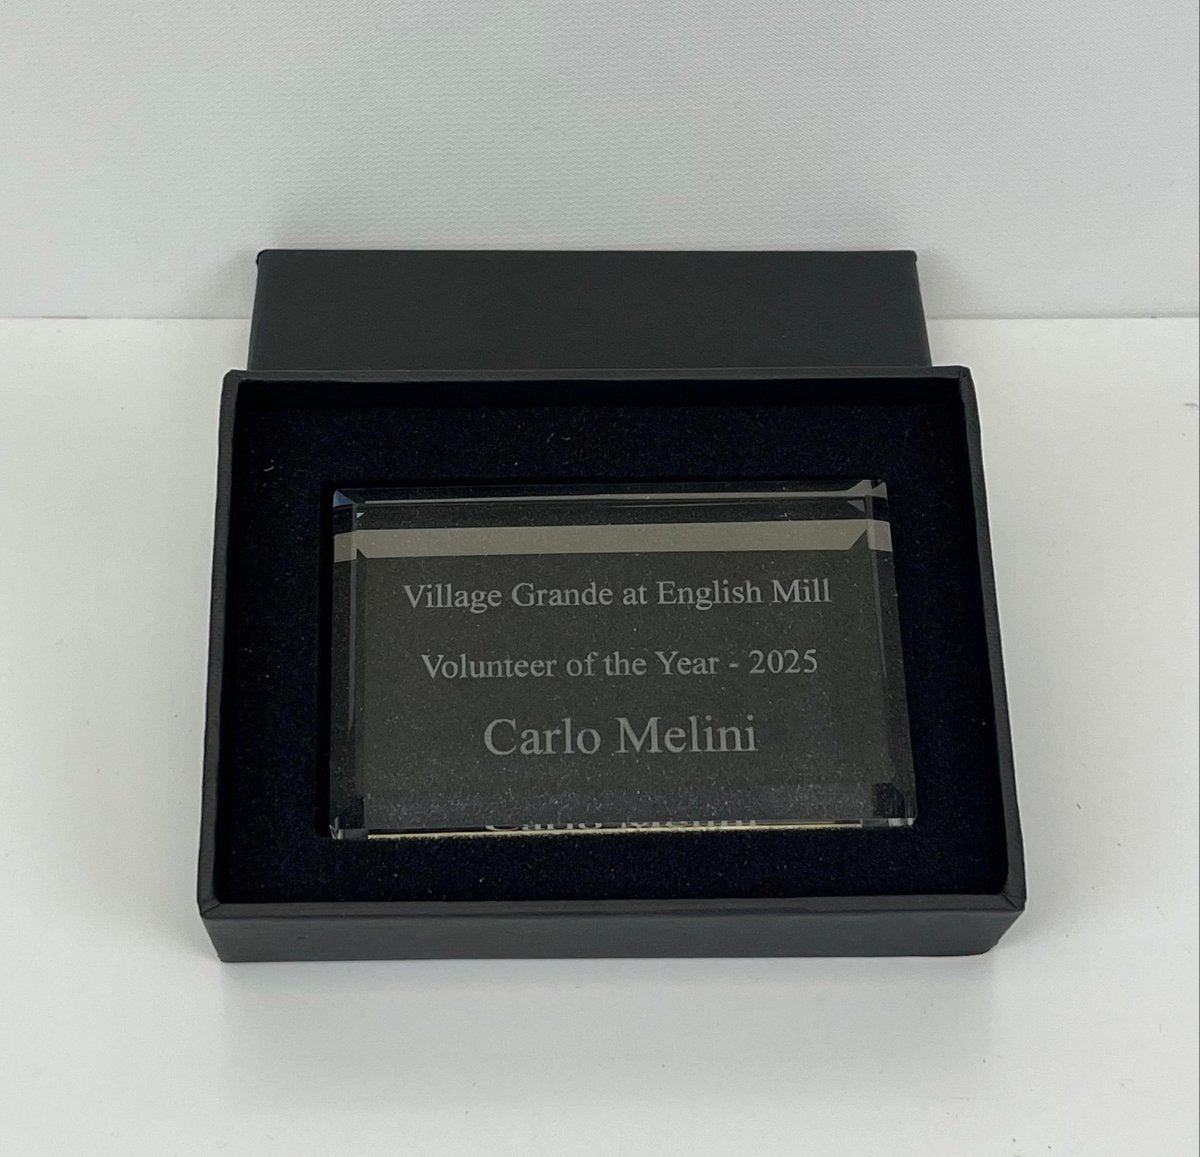 Village Grande at English Mill
Volunteer of the Year - 2025
Carlo Melini